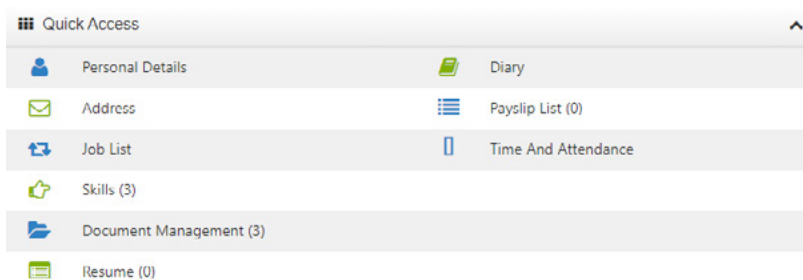 Quick Access
Personal Details
Diary
Address
Payslip List (0)
Job List
Time And Attendance
Skills (3)
Document Management (3)
Resume (0)